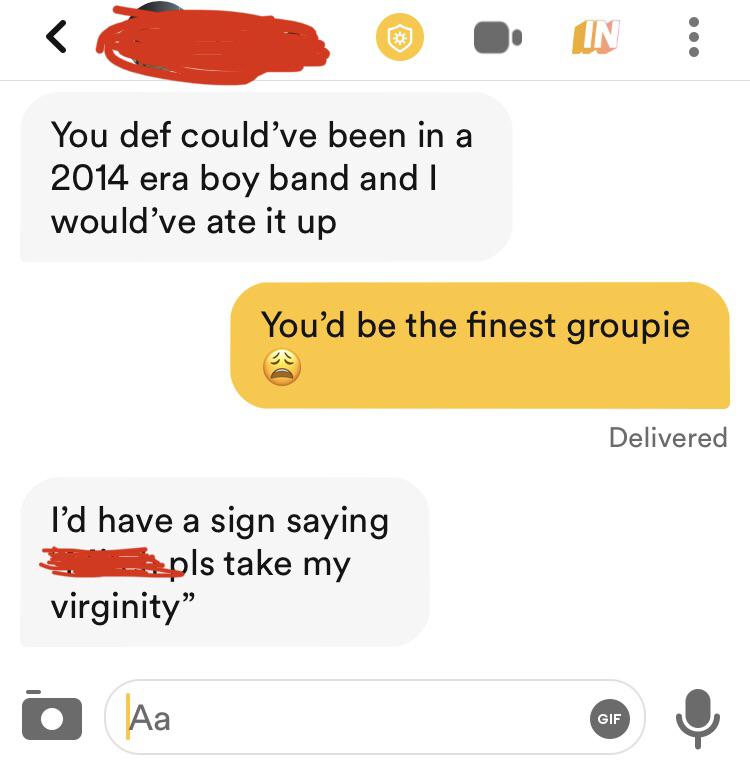 IN
You def could’ve been in a
2014 era boy band and I
would’ve ate it up
You’d be the finest groupie
😩
Delivered
I’d have a sign saying
pls take my
virginity”
Aa
GIF